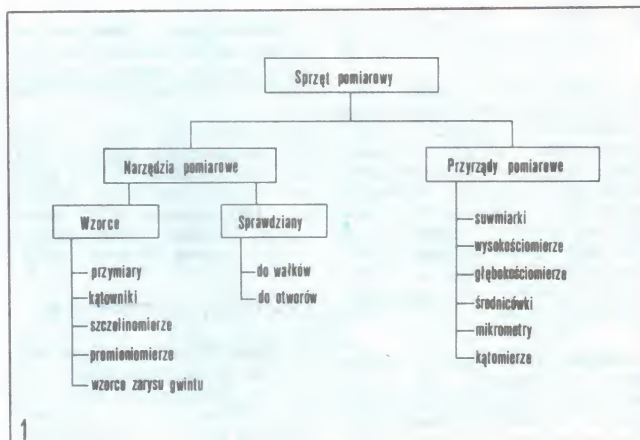 Sprzęt pomiarowy
Narzędzia pomiarowe
Przyrządy pomiarowe
Wzorce
Sprawdziany
przymiary
kątowniki
szczelinomierze
promieniomierze
wzorce zarysu gwintu
do wałków
do otworów
suwmiarki
wysokościomierze
głębokościomierze
średnicówki
mikrometry
kątomierze
1